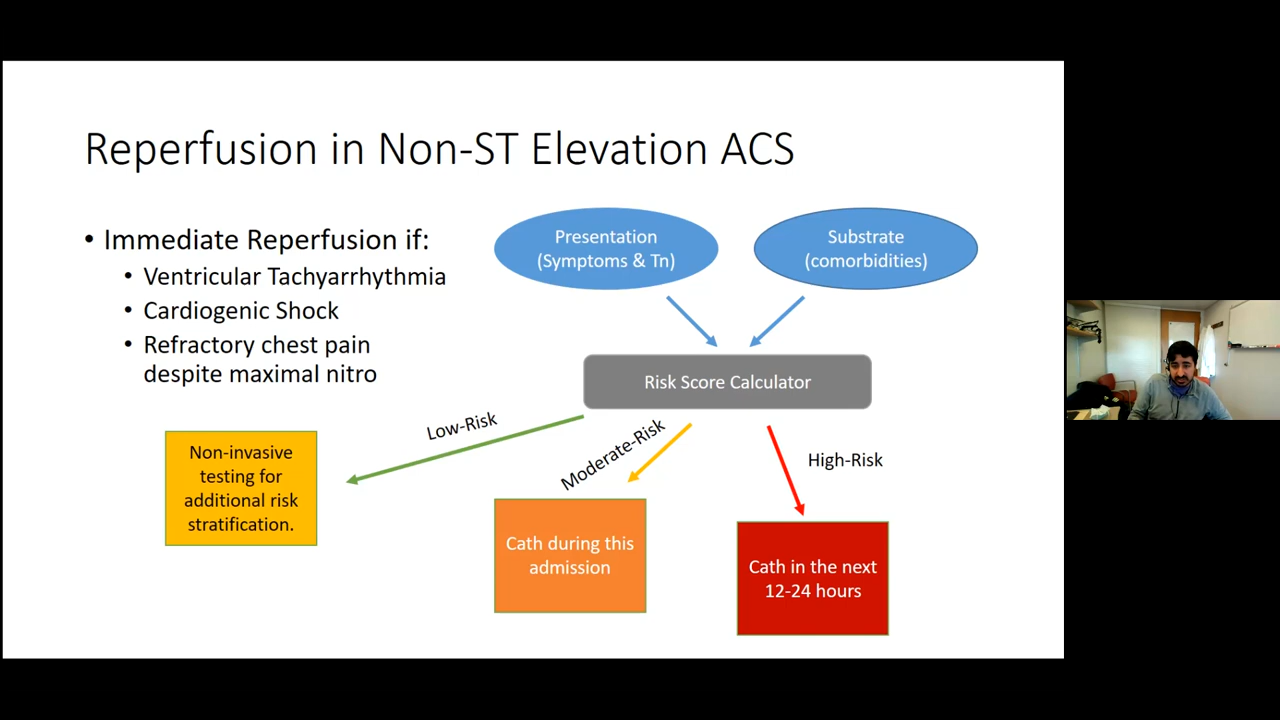 Reperfusion in Non-ST Elevation ACS
• Immediate Reperfusion if:
• Ventricular Tachyarrhythmia
• Cardiogenic Shock
• Refractory chest pain
despite maximal nitro
Presentation
(Symptoms & Tn)
Substrate
(comorbidities)
Risk Score Calculator
Low-Risk
Moderate-Risk
High-Risk
Non-invasive
testing for
additional risk
stratification.
Cath during this
admission
Cath in the next
12-24 hours